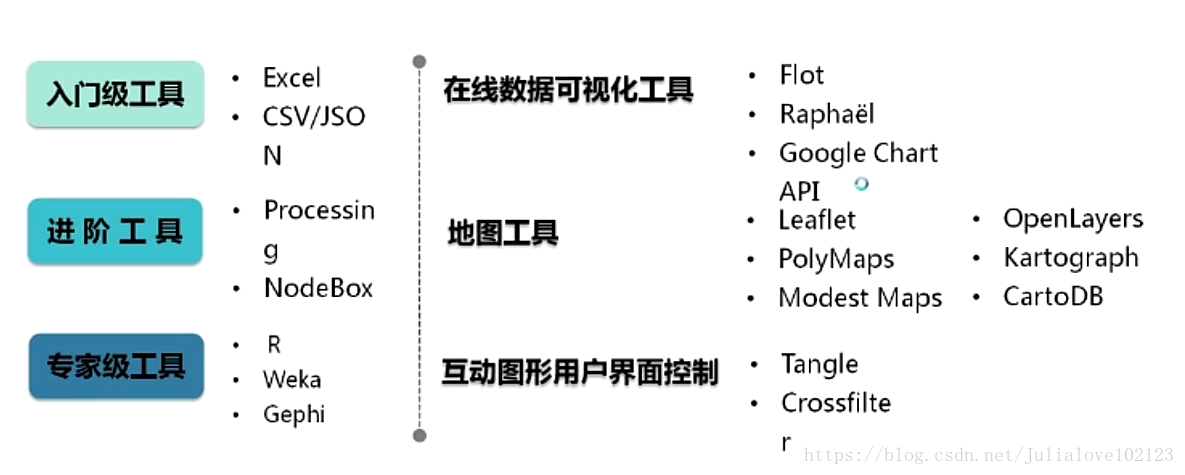 入门级工具
• Excel
• CSV/JSO
N
进阶工具
• Processin
g
• NodeBox
专家级工具
• R
• Weka
• Gephi
在线数据可视化工具
• Flot
• Raphaël
• Google Chart
API
地图工具
• Leaflet
• PolyMaps
• Modest Maps
• OpenLayers
• Kartograph
• CartoDB
互动图形用户界面控制
• Tangle
• Crossfilte
r
https://blog.csdn.net/Julialove102123